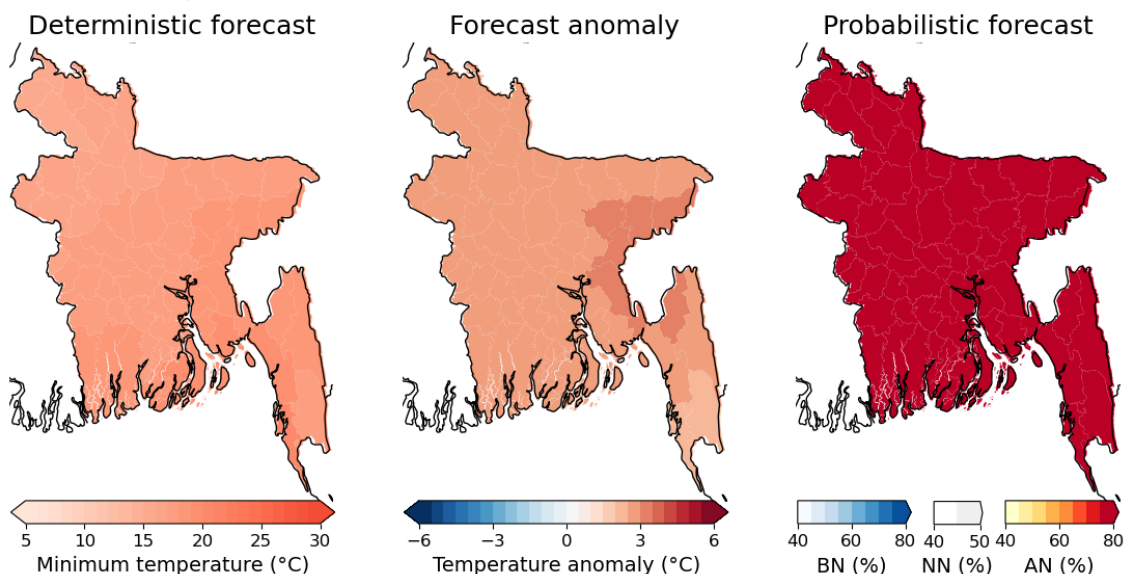 Deterministic forecast
Forecast anomaly
Probabilistic forecast
5 10 15 20 25 30
Minimum temperature (°C)
−6 −3 0 3 6
Temperature anomaly (°C)
40 60 80
BN (%)
40 50
NN (%)
40 60 80
AN (%)